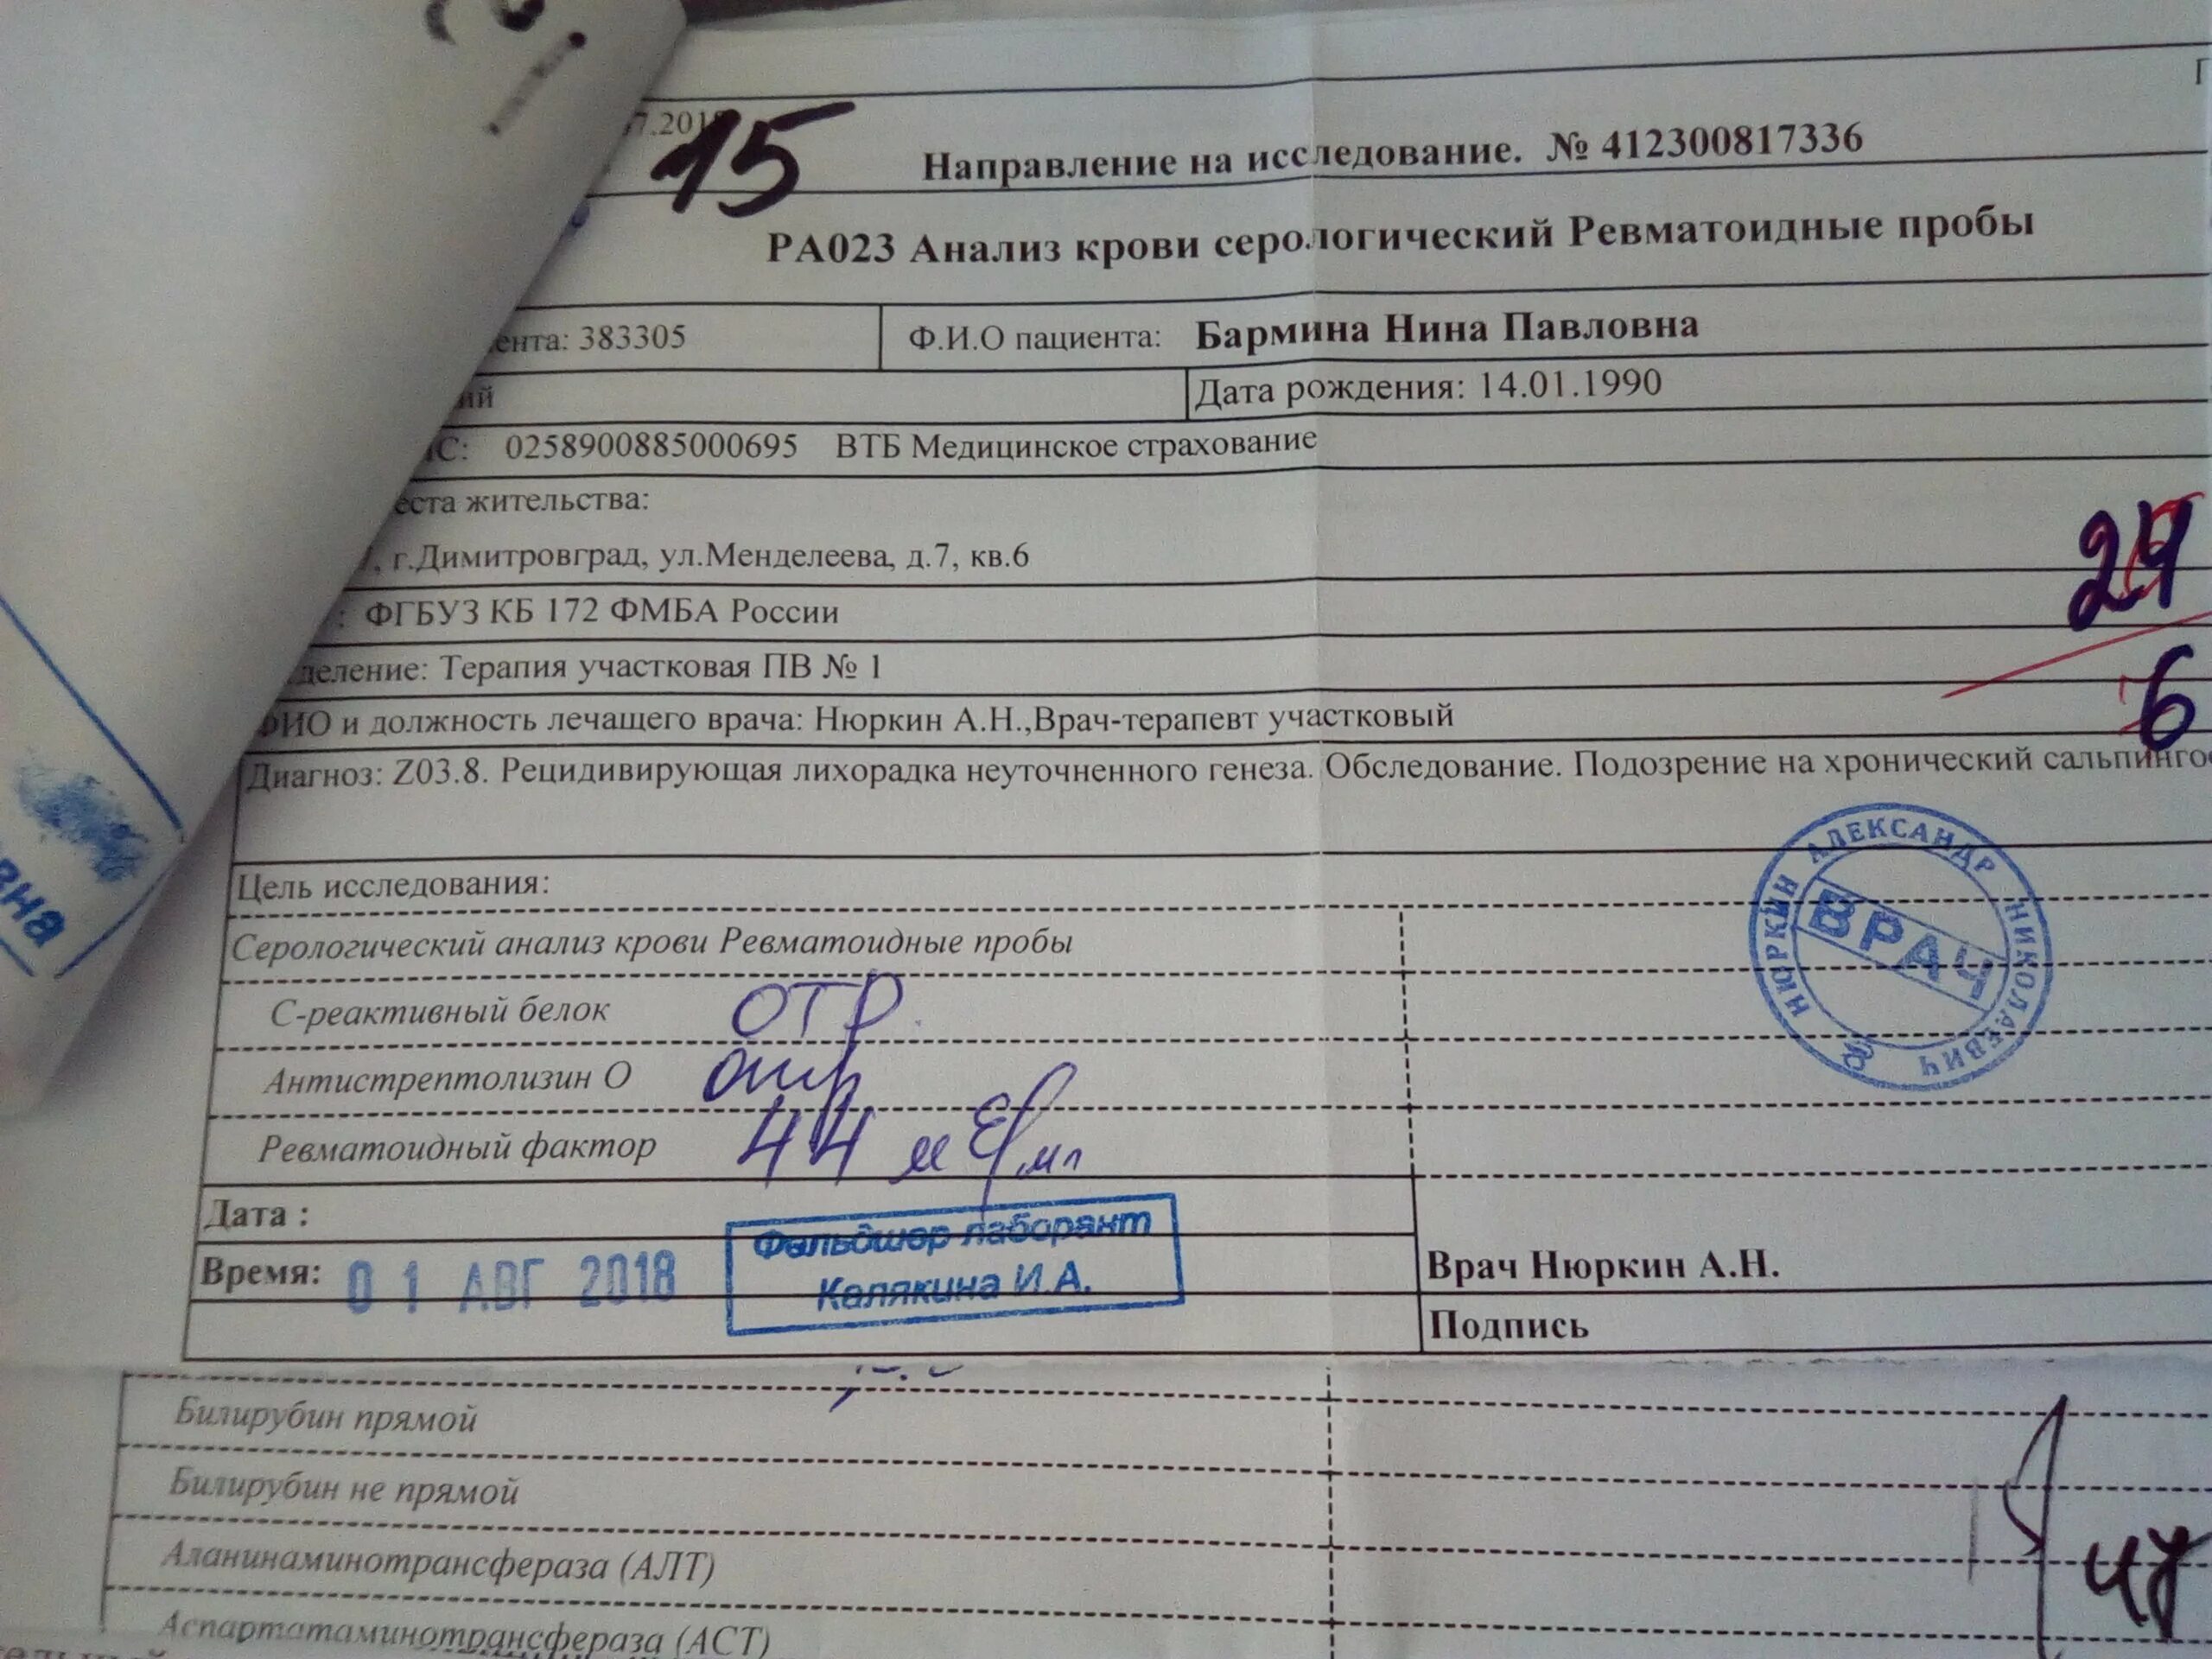 15
Направление на исследование. № 412300817336
РА023 Анализ крови серологический Ревматоидные пробы
ента: 383305 Ф.И.О пациента: Бармина Нина Павловна
ий Дата рождения: 14.01.1990
С: 0258900885000695 ВТБ Медицинское страхование
еста жительства:
г.Димитровград, ул.Менделеева, д.7, кв.6
24
: ФГБУЗ КБ 172 ФМБА России
деление: Терапия участковая ПВ № 1
6
ФИО и должность лечащего врача: Нюркин А.Н.,Врач-терапевт участковый
Диагноз: Z03.8. Рецидивирующая лихорадка неуточненного генеза. Обследование. Подозрение на хронический сальпинго
Цель исследования:
НЮРКИН АЛЕКСАНДР НИКОЛАЕВИЧ
ВРАЧ
вна
Серологический анализ крови Ревматоидные пробы
С-реактивный белок отр.
Антистрептолизин О отр
Ревматоидный фактор 44 мЕ/мл
Дата :
Время: 01 АВГ 2018
Фельдшер лаборант
Калякина И.А.
Врач Нюркин А.Н.
Подпись
Билирубин прямой
Билирубин не прямой
Аланинаминотрансфераза (АЛТ)
Аспартатаминотрансфераза (АСТ)